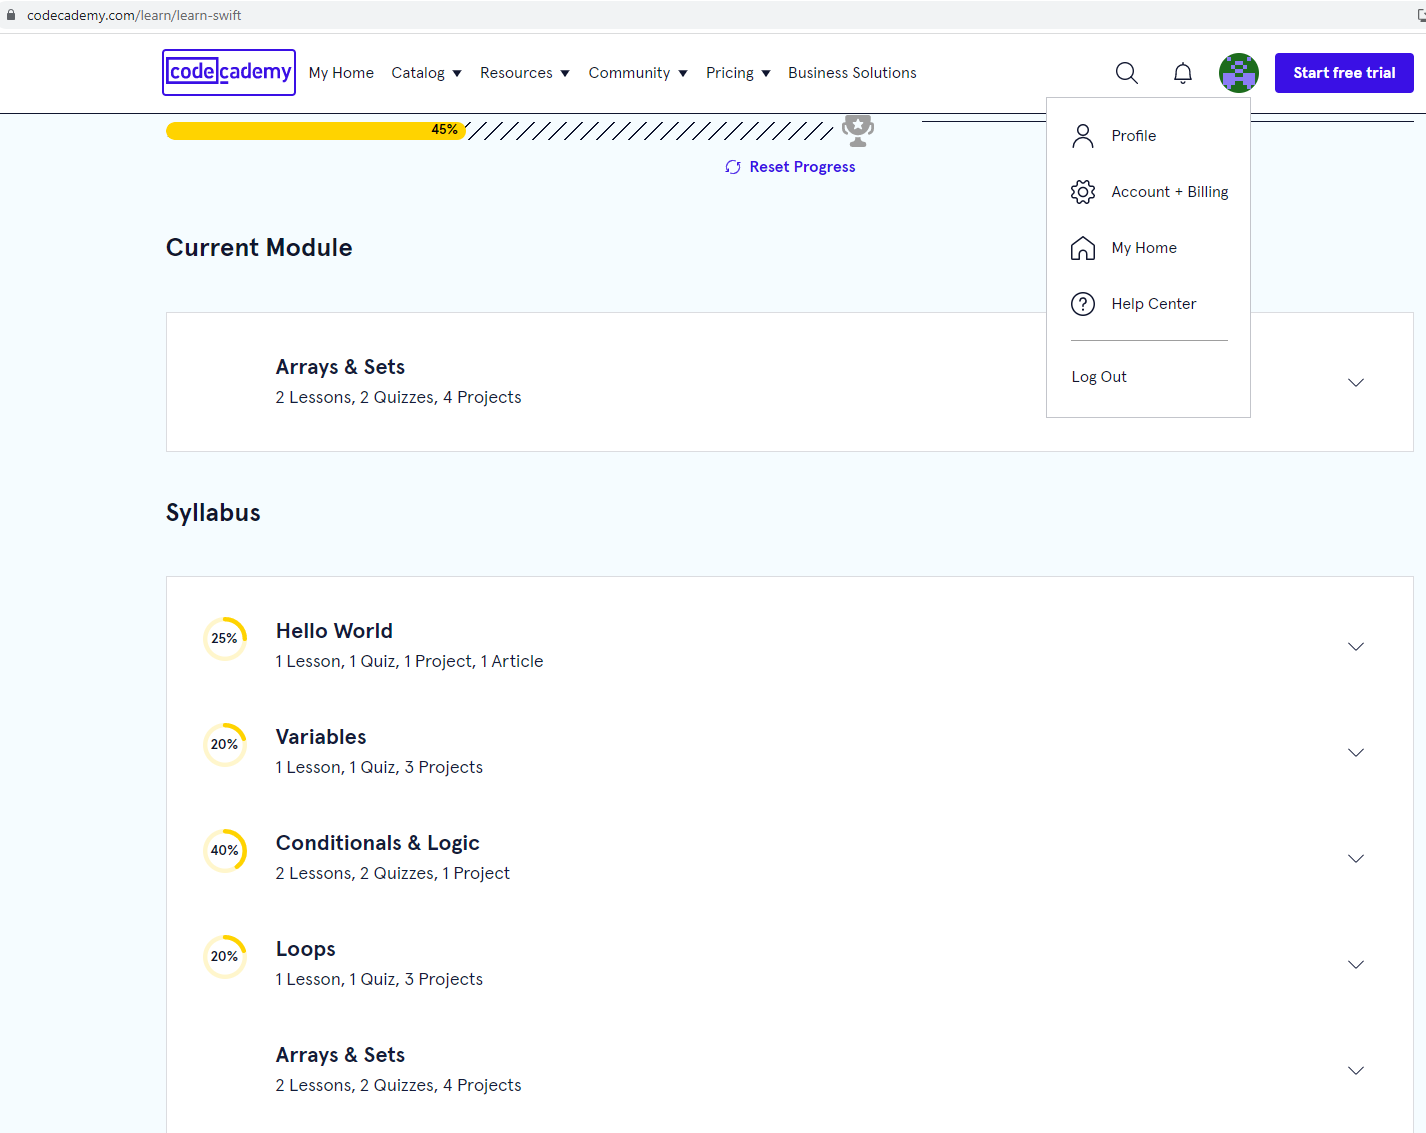 codecademy.com/learn/learn-swift
codecademy My Home Catalog Resources Community Pricing Business Solutions Start free trial
45%
Reset Progress
Profile
Account + Billing
My Home
Help Center
Log Out
Current Module
Arrays & Sets
2 Lessons, 2 Quizzes, 4 Projects
Syllabus
25%
Hello World
1 Lesson, 1 Quiz, 1 Project, 1 Article
20%
Variables
1 Lesson, 1 Quiz, 3 Projects
40%
Conditionals & Logic
2 Lessons, 2 Quizzes, 1 Project
20%
Loops
1 Lesson, 1 Quiz, 3 Projects
Arrays & Sets
2 Lessons, 2 Quizzes, 4 Projects